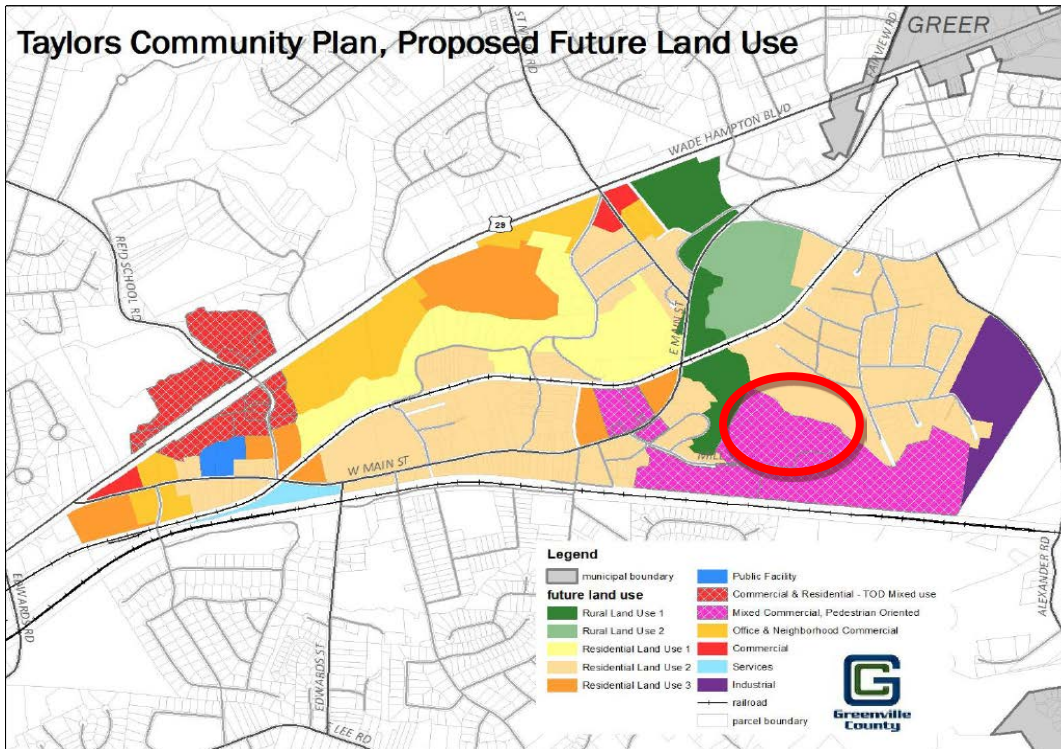 Taylors Community Plan, Proposed Future Land Use
GREER
FAIRVIEW RD
WADE HAMPTON BLVD
29
REID SCHOOL RD
E MAIN ST
W MAIN ST
EDWARDS RD
EDWARDS ST
LEE RD
ALEXANDER RD
Legend
municipal boundary
future land use
Rural Land Use 1
Rural Land Use 2
Residential Land Use 1
Residential Land Use 2
Residential Land Use 3
Public Facility
Commercial & Residential - TOD Mixed use
Mixed Commercial, Pedestrian Oriented
Office & Neighborhood Commercial
Commercial
Services
Industrial
railroad
parcel boundary
G
Greenville
County